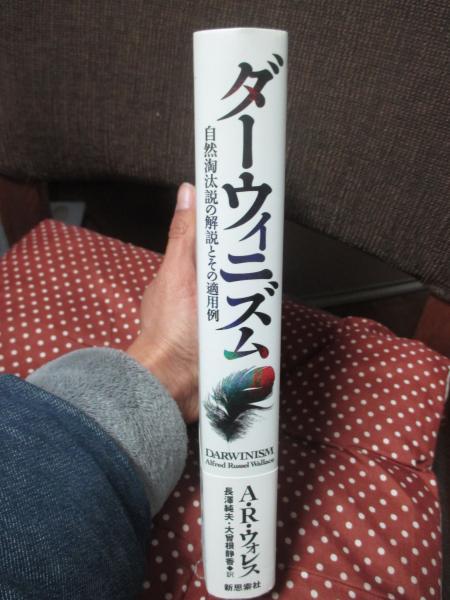 ダーウィニズム
自然淘汰説の解説とその適用例
DARWINISM
Alfred Russel Wallace
A・R・ウォレス
長澤純夫・大曾根静香◆訳
新思索社